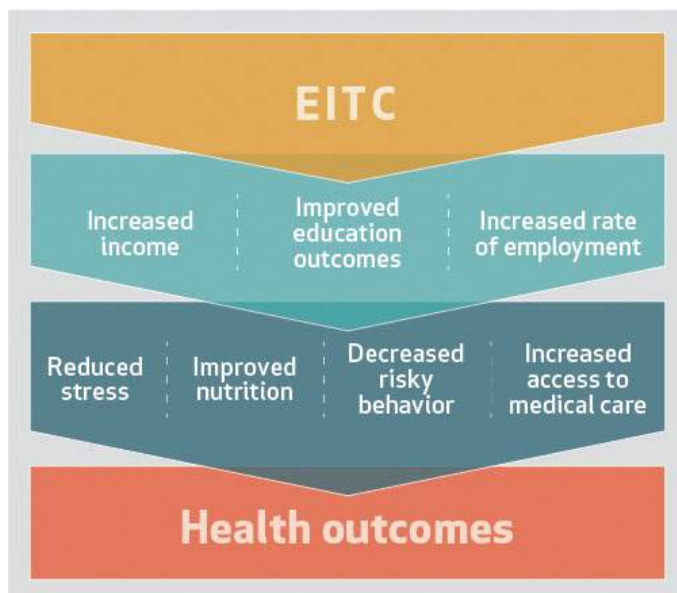 EITC
Increased
income
Improved
education
outcomes
Increased rate
of employment
Reduced
stress
Improved
nutrition
Decreased
risky
behavior
Increased
access to
medical care
Health outcomes